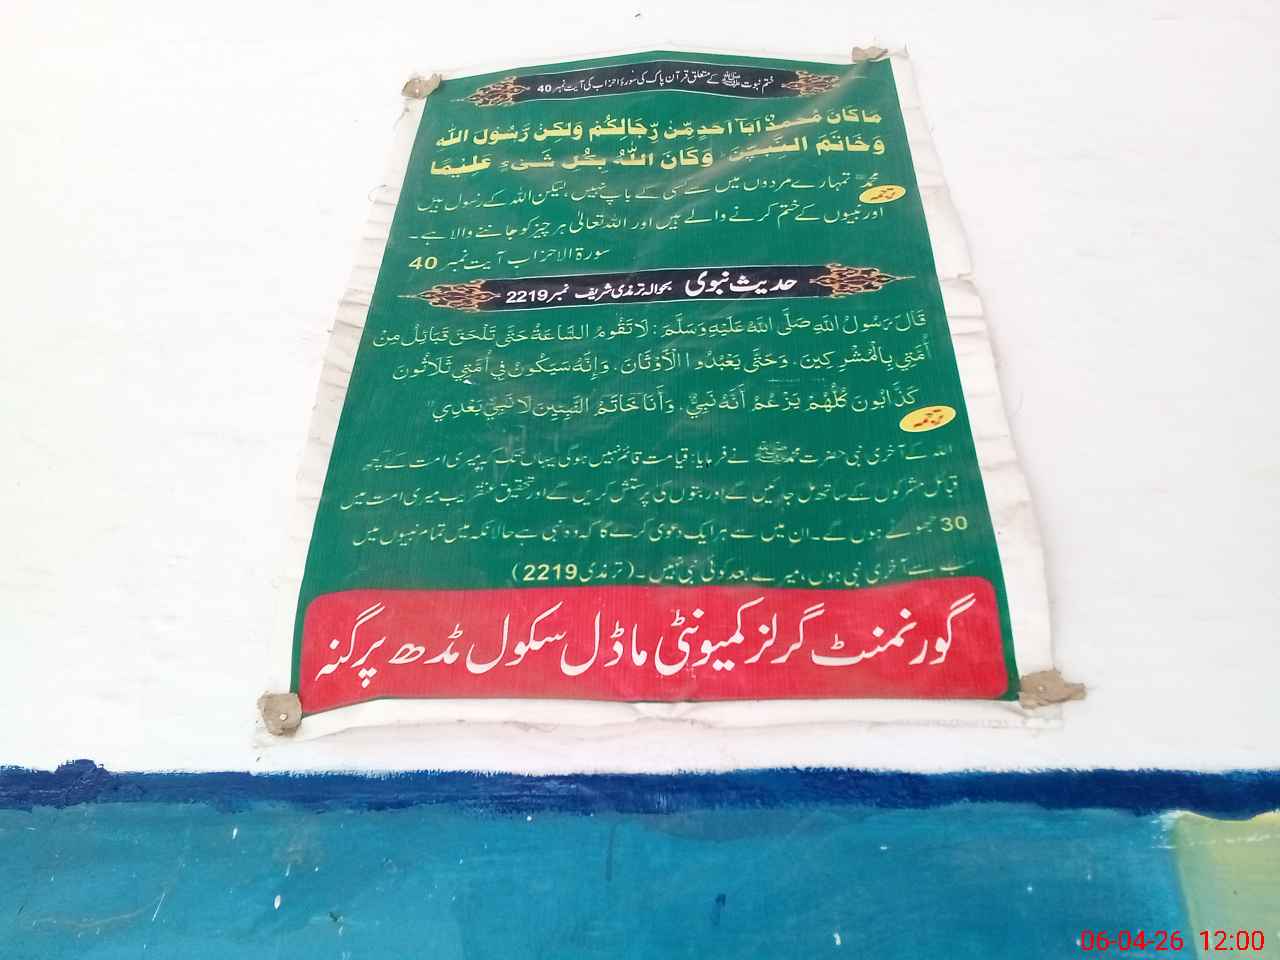 ختم نبوت ﷺ کے متعلق قرآن پاک کی سورۃ احزاب کی آیت نمبر 40
مَا كَانَ مُحَمَّدٌ اَبَآ اَحَدٍ مِّنْ رِّجَالِكُمْ وَلٰكِنْ رَّسُوْلَ اللّٰهِ
وَخَاتَمَ النَّبِيّٖنَ ۭ وَكَانَ اللّٰهُ بِكُلِّ شَىْءٍ عَلِيْمًا
ترجمہ
محمد تمہارے مردوں میں سے کسی کے باپ نہیں، لیکن اللہ کے رسول ہیں
اور نبیوں کے ختم کرنے والے ہیں اور اللہ تعالیٰ ہر چیز کو جاننے والا ہے۔
سورۃ الاحزاب آیت نمبر 40
حدیث نبوی بحوالہ ترمذی شریف نمبر 2219
قَالَ رَسُولُ اللَّهِ صَلَّى اللَّهُ عَلَيْهِ وَسَلَّمَ: لَا تَقُومُ السَّاعَةُ حَتَّى تَلْحَقَ قَبَائِلُ مِنْ
أُمَّتِي بِالْمُشْرِكِينَ. وَحَتَّى يَعْبُدُوا الْأَوْثَانَ. وَإِنَّهُ سَيَكُونُ فِي أُمَّتِي ثَلَاثُونَ
كَذَّابُونَ كُلُّهُمْ يَزْعُمُ أَنَّهُ نَبِيٌّ. وَأَنَا خَاتَمُ النَّبِيِّينَ لَا نَبِيَّ بَعْدِي
ترجمہ
اللہ کے آخری نبی حضرت محمد ﷺ نے فرمایا: قیامت قائم نہیں ہوگی یہاں تک کہ میری امت کے کچھ
قبائل مشرکوں کے ساتھ مل جائیں گے اور بتوں کی پرستش کریں گے اور تحقیق عنقریب میری امت میں
30 جھوٹے ہوں گے۔ ان میں سے ہر ایک دعویٰ کرے گا کہ وہ نبی ہے حالانکہ میں تمام نبیوں میں
سب سے آخری نبی ہوں، میرے بعد کوئی نبی نہیں۔ (ترمذی 2219)
گورنمنٹ گرلز کمیونٹی ماڈل سکول مڈھ پرگنہ
06-04-26 12:00